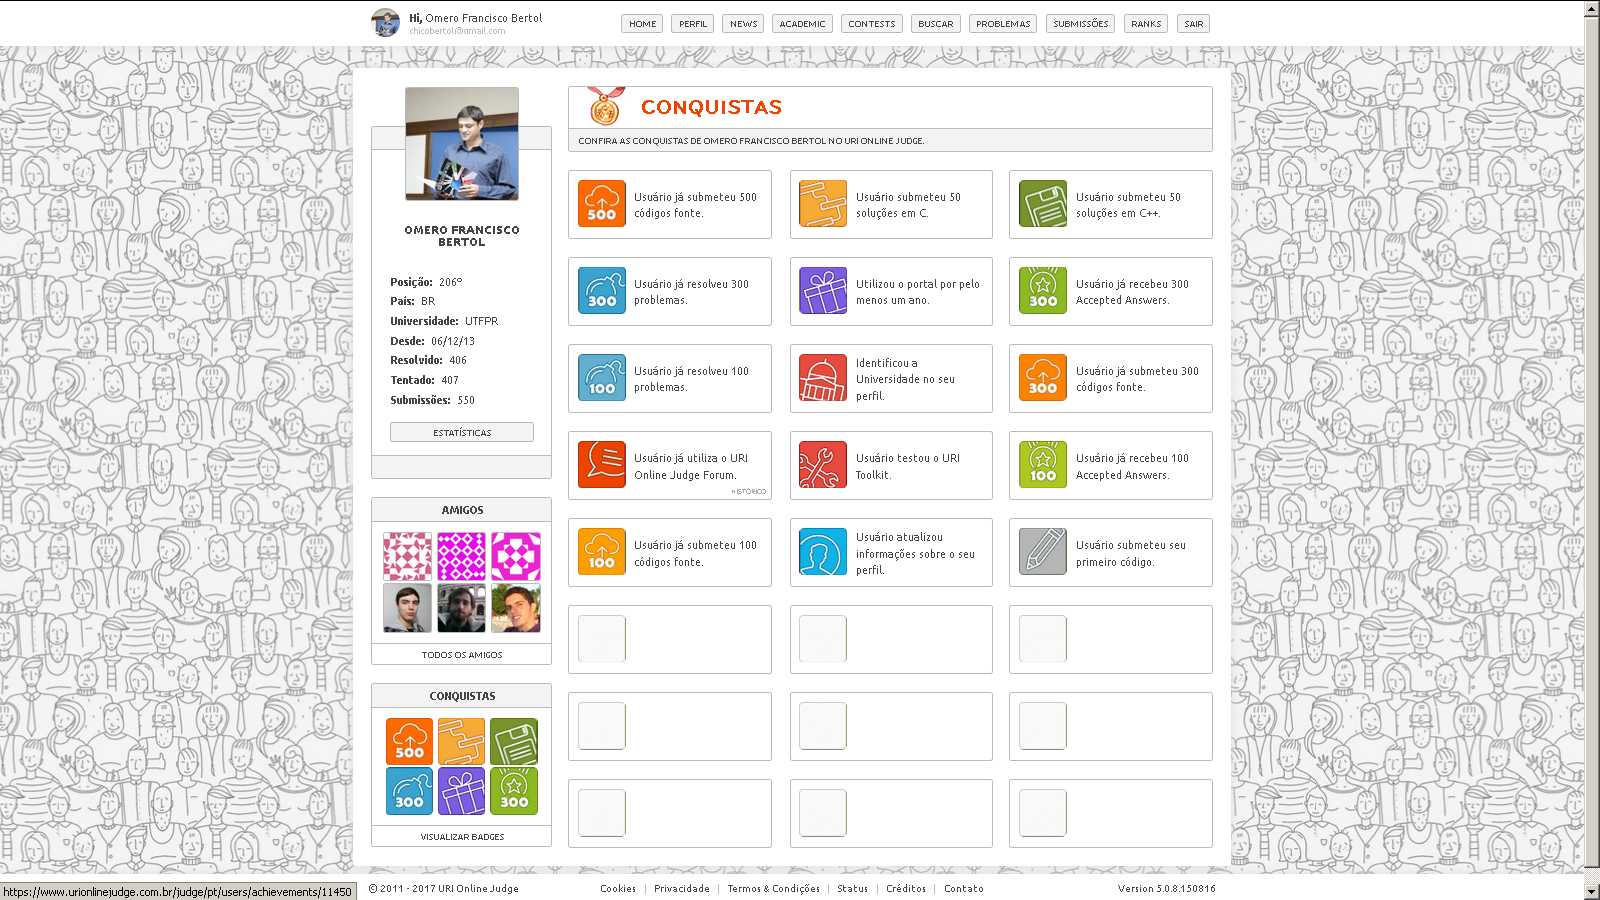 Hi, Omero Francisco Bertol
chicobertol@gmail.com
HOME PERFIL NEWS ACADEMIC CONTESTS BUSCAR PROBLEMAS SUBMISSÕES RANKS SAIR
OMERO FRANCISCO
BERTOL
Posição: 206º
País: BR
Universidade: UTFPR
Desde: 06/12/13
Resolvido: 406
Tentado: 407
Submissões: 550
ESTATÍSTICAS
AMIGOS
TODOS OS AMIGOS
CONQUISTAS
500
300
300
VISUALIZAR BADGES
CONQUISTAS
CONFIRA AS CONQUISTAS DE OMERO FRANCISCO BERTOL NO URI ONLINE JUDGE.
500
Usuário já submeteu 500
códigos fonte.
Usuário submeteu 50
soluções em C.
Usuário submeteu 50
soluções em C++.
300
Usuário já resolveu 300
problemas.
Utilizou o portal por pelo
menos um ano.
300
Usuário já recebeu 300
Accepted Answers.
100
Usuário já resolveu 100
problemas.
Identificou a
Universidade no seu
perfil.
300
Usuário já submeteu 300
códigos fonte.
Usuário já utiliza o URI
Online Judge Forum.
HISTÓRICO
Usuário testou o URI
Toolkit.
100
Usuário já recebeu 100
Accepted Answers.
100
Usuário já submeteu 100
códigos fonte.
Usuário atualizou
informações sobre o seu
perfil.
Usuário submeteu seu
primeiro código.
https://www.urionlinejudge.com.br/judge/pt/users/achievements/11450
© 2011 - 2017 URI Online Judge
Cookies | Privacidade | Termos & Condições | Status | Créditos | Contato
Version 5.0.8.150816